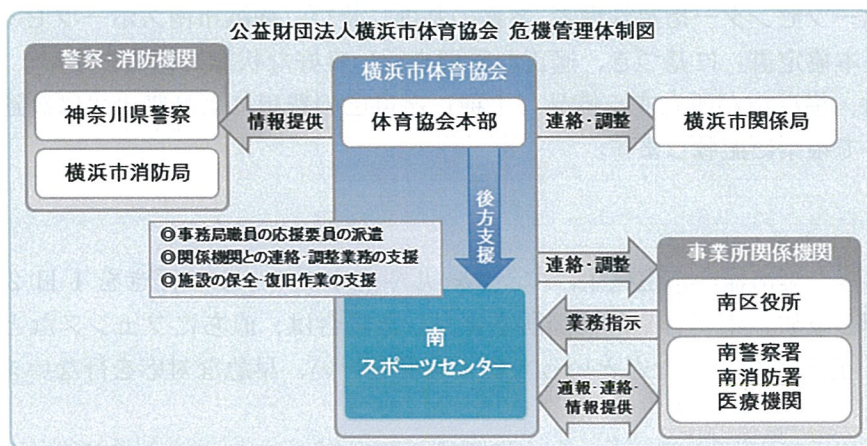 公益財団法人横浜市体育協会 危機管理体制図
警察・消防機関
神奈川県警察
横浜市消防局
情報提供
横浜市体育協会
体育協会本部
連絡・調整
横浜市関係局
後方支援
◎事務局職員の応援委員の派遣
◎関係機関との連絡・調整業務の支援
◎施設の保全・復旧作業の支援
南
スポーツセンター
連絡・調整
業務指示
通報・連絡・
情報提供
事業所関係機関
南区役所
南警察署
南消防署
医療機関